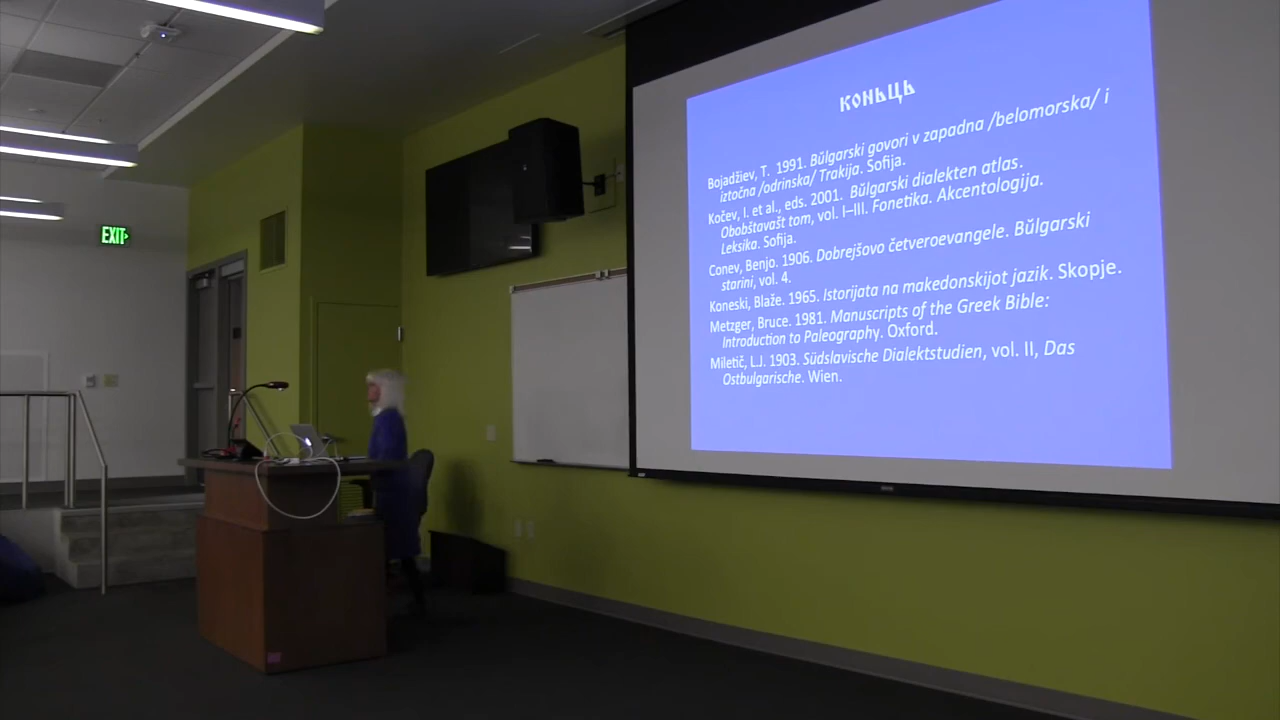 EXIT
коньць
Bojadžiev, T. 1991. Bŭlgarski govori v zapadna /belomorska/ i
iztočna /odrinska/ Trakija. Sofija.
Kočev, I. et al., eds. 2001. Bŭlgarski dialekten atlas.
Obobštavašt tom, vol. I–III. Fonetika. Akcentologija.
Leksika. Sofija.
Conev, Benjo. 1906. Dobrejšovo četveroevangele. Bŭlgarski
starini, vol. 4.
Koneski, Blaže. 1965. Istorijata na makedonskijot jazik. Skopje.
Metzger, Bruce. 1981. Manuscripts of the Greek Bible:
Introduction to Paleography. Oxford.
Miletič, L.J. 1903. Südslavische Dialektstudien, vol. II, Das
Ostbulgarische. Wien.